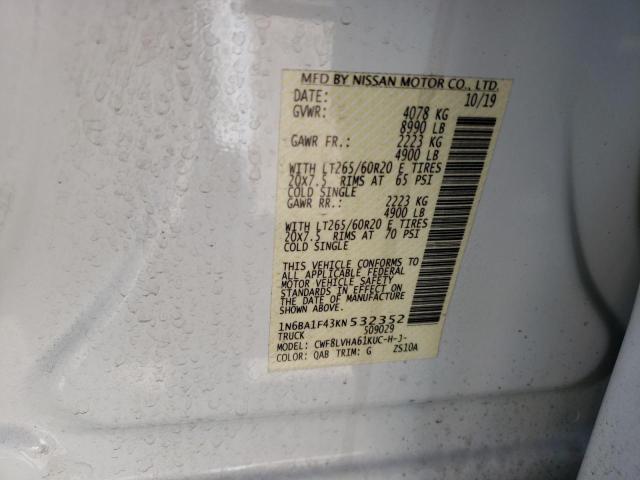 MFD BY NISSAN MOTOR CO., LTD.
DATE: 10/19
GVWR: 4078 KG
8990 LB
GAWR FR.: 2223 KG
4900 LB
WITH LT265/60R20 E TIRES
20X7.5 RIMS AT 65 PSI
COLD SINGLE
GAWR RR.: 2223 KG
4900 LB
WITH LT265/60R20 E TIRES
20X7.5 RIMS AT 70 PSI
COLD SINGLE
THIS VEHICLE CONFORMS TO
ALL APPLICABLE FEDERAL
MOTOR VEHICLE SAFETY
STANDARDS IN EFFECT ON
THE DATE OF MANUFACTURE
SHOWN ABOVE.
1N6BA1F43KN532352
TRUCK 509029
MODEL: CWF8LVHA61KUC-H-J-
COLOR: QAB TRIM: G ZS10A